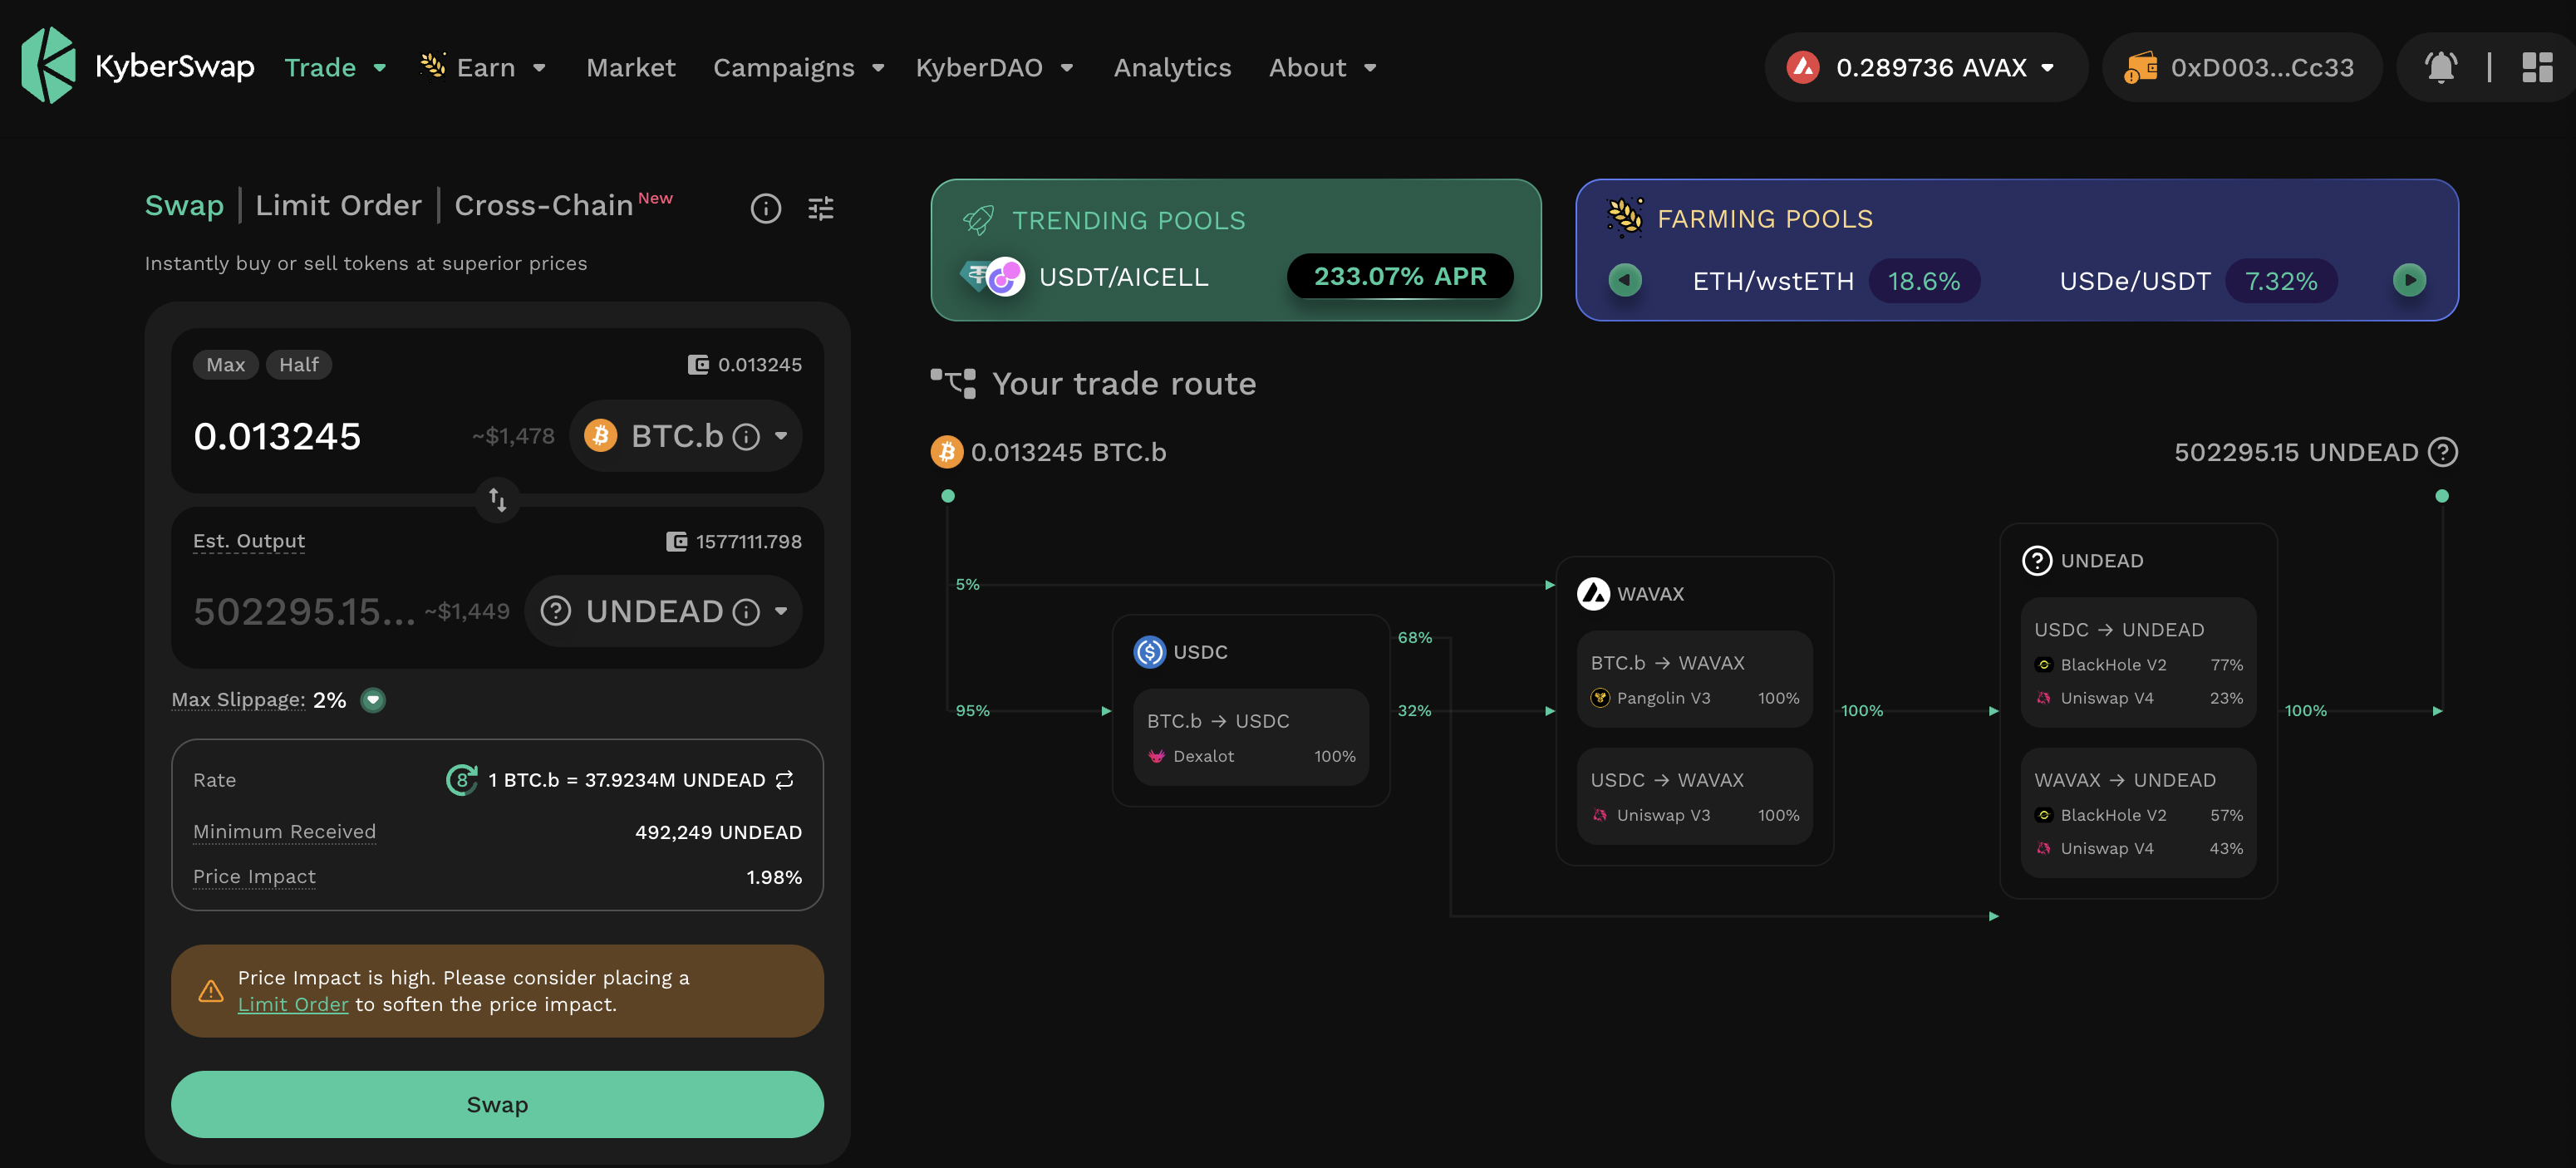 KyberSwap Trade Earn Market Campaigns KyberDAO Analytics About 0.289736 AVAX 0xD003...Cc33
Swap | Limit Order | Cross-Chain New
Instantly buy or sell tokens at superior prices
Max Half 0.013245
0.013245 ~$1,478 BTC.b
Est. Output 1577111.798
502295.15... ~$1,449 UNDEAD
Max Slippage: 2%
Rate 8 1 BTC.b = 37.9234M UNDEAD
Minimum Received 492,249 UNDEAD
Price Impact 1.98%
Price Impact is high. Please consider placing a
Limit Order to soften the price impact.
Swap
TRENDING POOLS
USDT/AICELL 233.07% APR
FARMING POOLS
ETH/wstETH 18.6% USDe/USDT 7.32%
Your trade route
0.013245 BTC.b 502295.15 UNDEAD
5%
95%
USDC
BTC.b → USDC
Dexalot 100%
68%
32%
WAVAX
BTC.b → WAVAX
Pangolin V3 100%
USDC → WAVAX
Uniswap V3 100%
100%
UNDEAD
USDC → UNDEAD
BlackHole V2 77%
Uniswap V4 23%
WAVAX → UNDEAD
BlackHole V2 57%
Uniswap V4 43%
100%